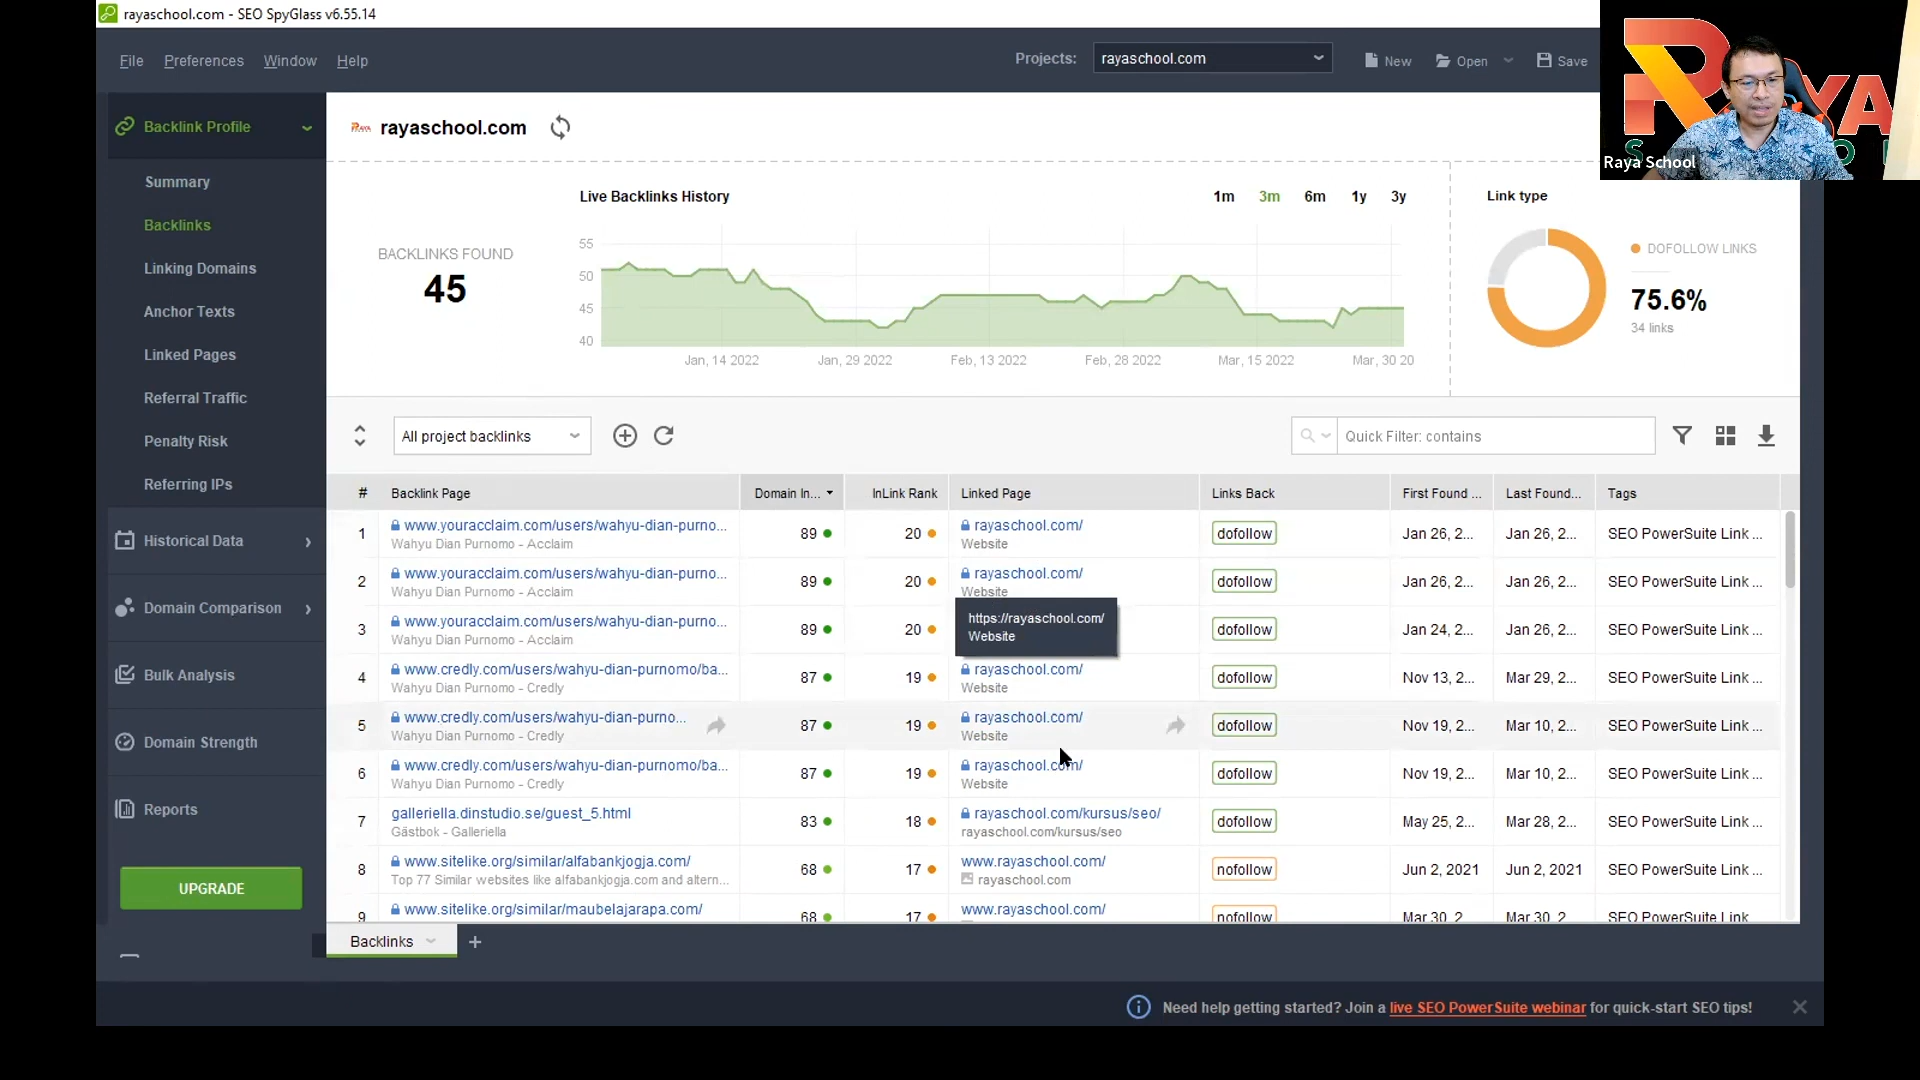 rayaschool.com - SEO SpyGlass v6.55.14
File Preferences Window Help
Projects: rayaschool.com New Open Save
Raya School
Backlink Profile
Summary
Backlinks
Linking Domains
Anchor Texts
Linked Pages
Referral Traffic
Penalty Risk
Referring IPs
Historical Data
Domain Comparison
Bulk Analysis
Domain Strength
Reports
UPGRADE
rayaschool.com
BACKLINKS FOUND
45
Live Backlinks History
1m 3m 6m 1y 3y
55
50
45
40
Jan, 14 2022 Jan, 29 2022 Feb, 13 2022 Feb, 28 2022 Mar, 15 2022 Mar, 30 20
Link type
DOFOLLOW LINKS
75.6%
34 links
All project backlinks
Quick Filter: contains
# Backlink Page Domain In... InLink Rank Linked Page Links Back First Found ... Last Found... Tags
1 www.youracclaim.com/users/wahyu-dian-purno... 89 20 rayaschool.com/ dofollow Jan 26, 2... Jan 26, 2... SEO PowerSuite Link ...
Wahyu Dian Purnomo - Acclaim Website
2 www.youracclaim.com/users/wahyu-dian-purno... 89 20 rayaschool.com/ dofollow Jan 26, 2... Jan 26, 2... SEO PowerSuite Link ...
Wahyu Dian Purnomo - Acclaim Website
3 www.youracclaim.com/users/wahyu-dian-purno... 89 20 dofollow Jan 24, 2... Jan 26, 2... SEO PowerSuite Link ...
Wahyu Dian Purnomo - Acclaim
https://rayaschool.com/
Website
4 www.credly.com/users/wahyu-dian-purnomo/ba... 87 19 rayaschool.com/ dofollow Nov 13, 2... Mar 29, 2... SEO PowerSuite Link ...
Wahyu Dian Purnomo - Credly Website
5 www.credly.com/users/wahyu-dian-purno... 87 19 rayaschool.com/ dofollow Nov 19, 2... Mar 10, 2... SEO PowerSuite Link ...
Wahyu Dian Purnomo - Credly Website
6 www.credly.com/users/wahyu-dian-purnomo/ba... 87 19 rayaschool.com/ dofollow Nov 19, 2... Mar 10, 2... SEO PowerSuite Link ...
Wahyu Dian Purnomo - Credly Website
7 galleriella.dinstudio.se/guest_5.html 83 18 rayaschool.com/kursus/seo/ dofollow May 25, 2... Mar 28, 2... SEO PowerSuite Link ...
Gästbok - Galleriella rayaschool.com/kursus/seo
8 www.sitelike.org/similar/alfabankjogja.com/ 68 17 www.rayaschool.com/ nofollow Jun 2, 2021 Jun 2, 2021 SEO PowerSuite Link ...
Top 77 Similar websites like alfabankjogja.com and altern... rayaschool.com
9 www.sitelike.org/similar/maubelajarapa.com/ 68 17 www.rayaschool.com/ nofollow Mar 30, 2 Mar 30, 2 SEO PowerSuite Link
Backlinks
Need help getting started? Join a live SEO PowerSuite webinar for quick-start SEO tips!